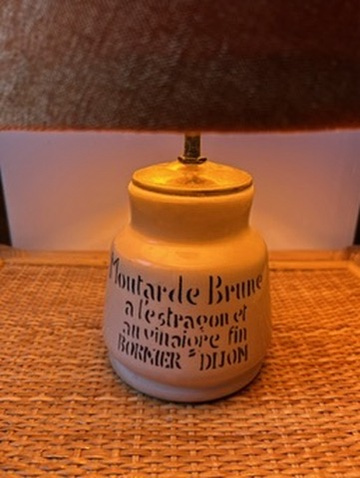 Moutarde Brune
a l'estragon et
au vinaigre fin
BORNIER = DIJON